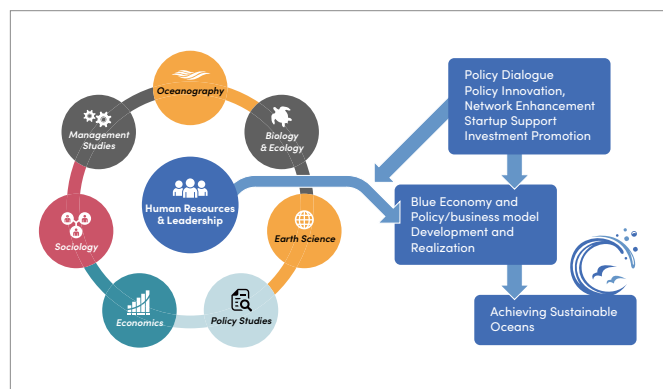 Oceanography
Biology
& Ecology
Earth Science
Policy Studies
Economics
Sociology
Management
Studies
Human Resources
& Leadership
Policy Dialogue
Policy Innovation,
Network Enhancement
Startup Support
Investment Promotion
Blue Economy and
Policy/business model
Development and
Realization
Achieving Sustainable
Oceans